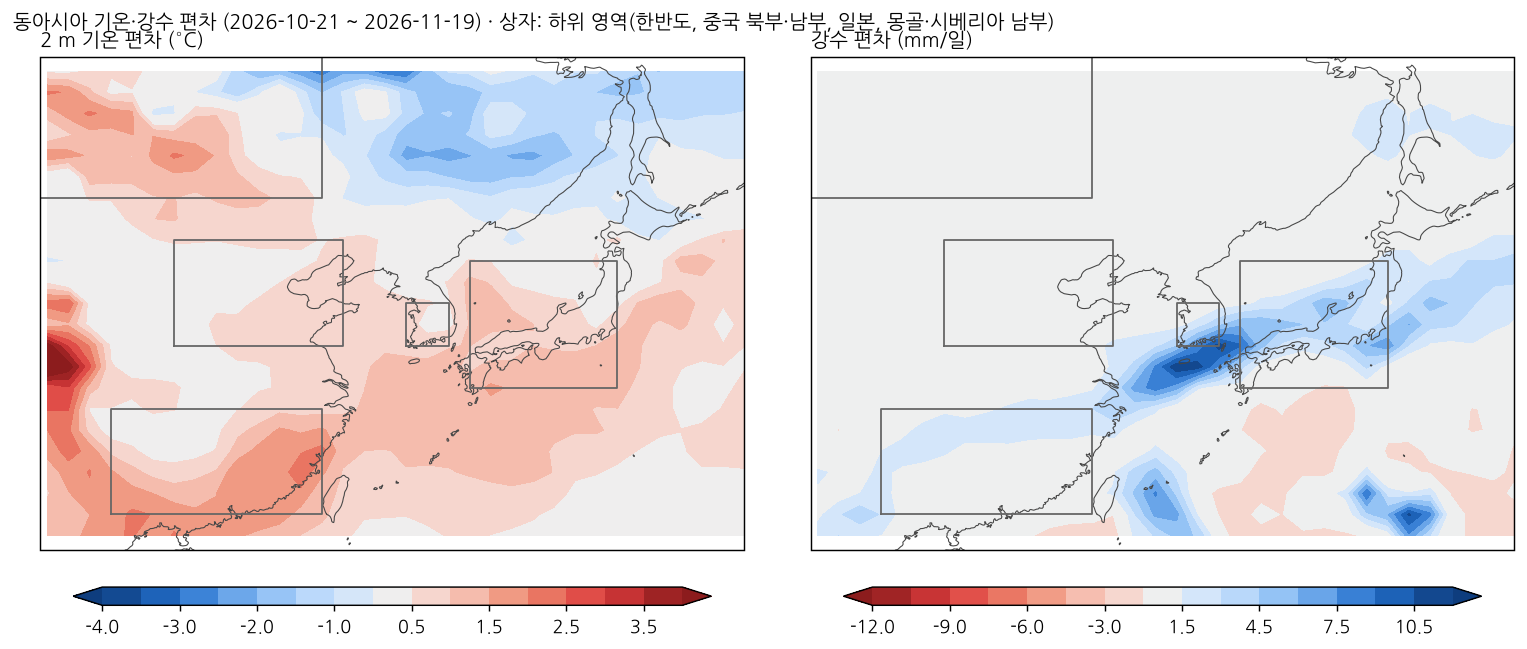 동아시아 기온·강수 편차 (2026-10-21 ~ 2026-11-19) · 상자: 하위 영역(한반도, 중국 북부·남부, 일본, 몽골·시베리아 남부)
2 m 기온 편차 (°C)
강수 편차 (mm/일)
-4.0 -3.0 -2.0 -1.0 0.5 1.5 2.5 3.5
-12.0 -9.0 -6.0 -3.0 1.5 4.5 7.5 10.5